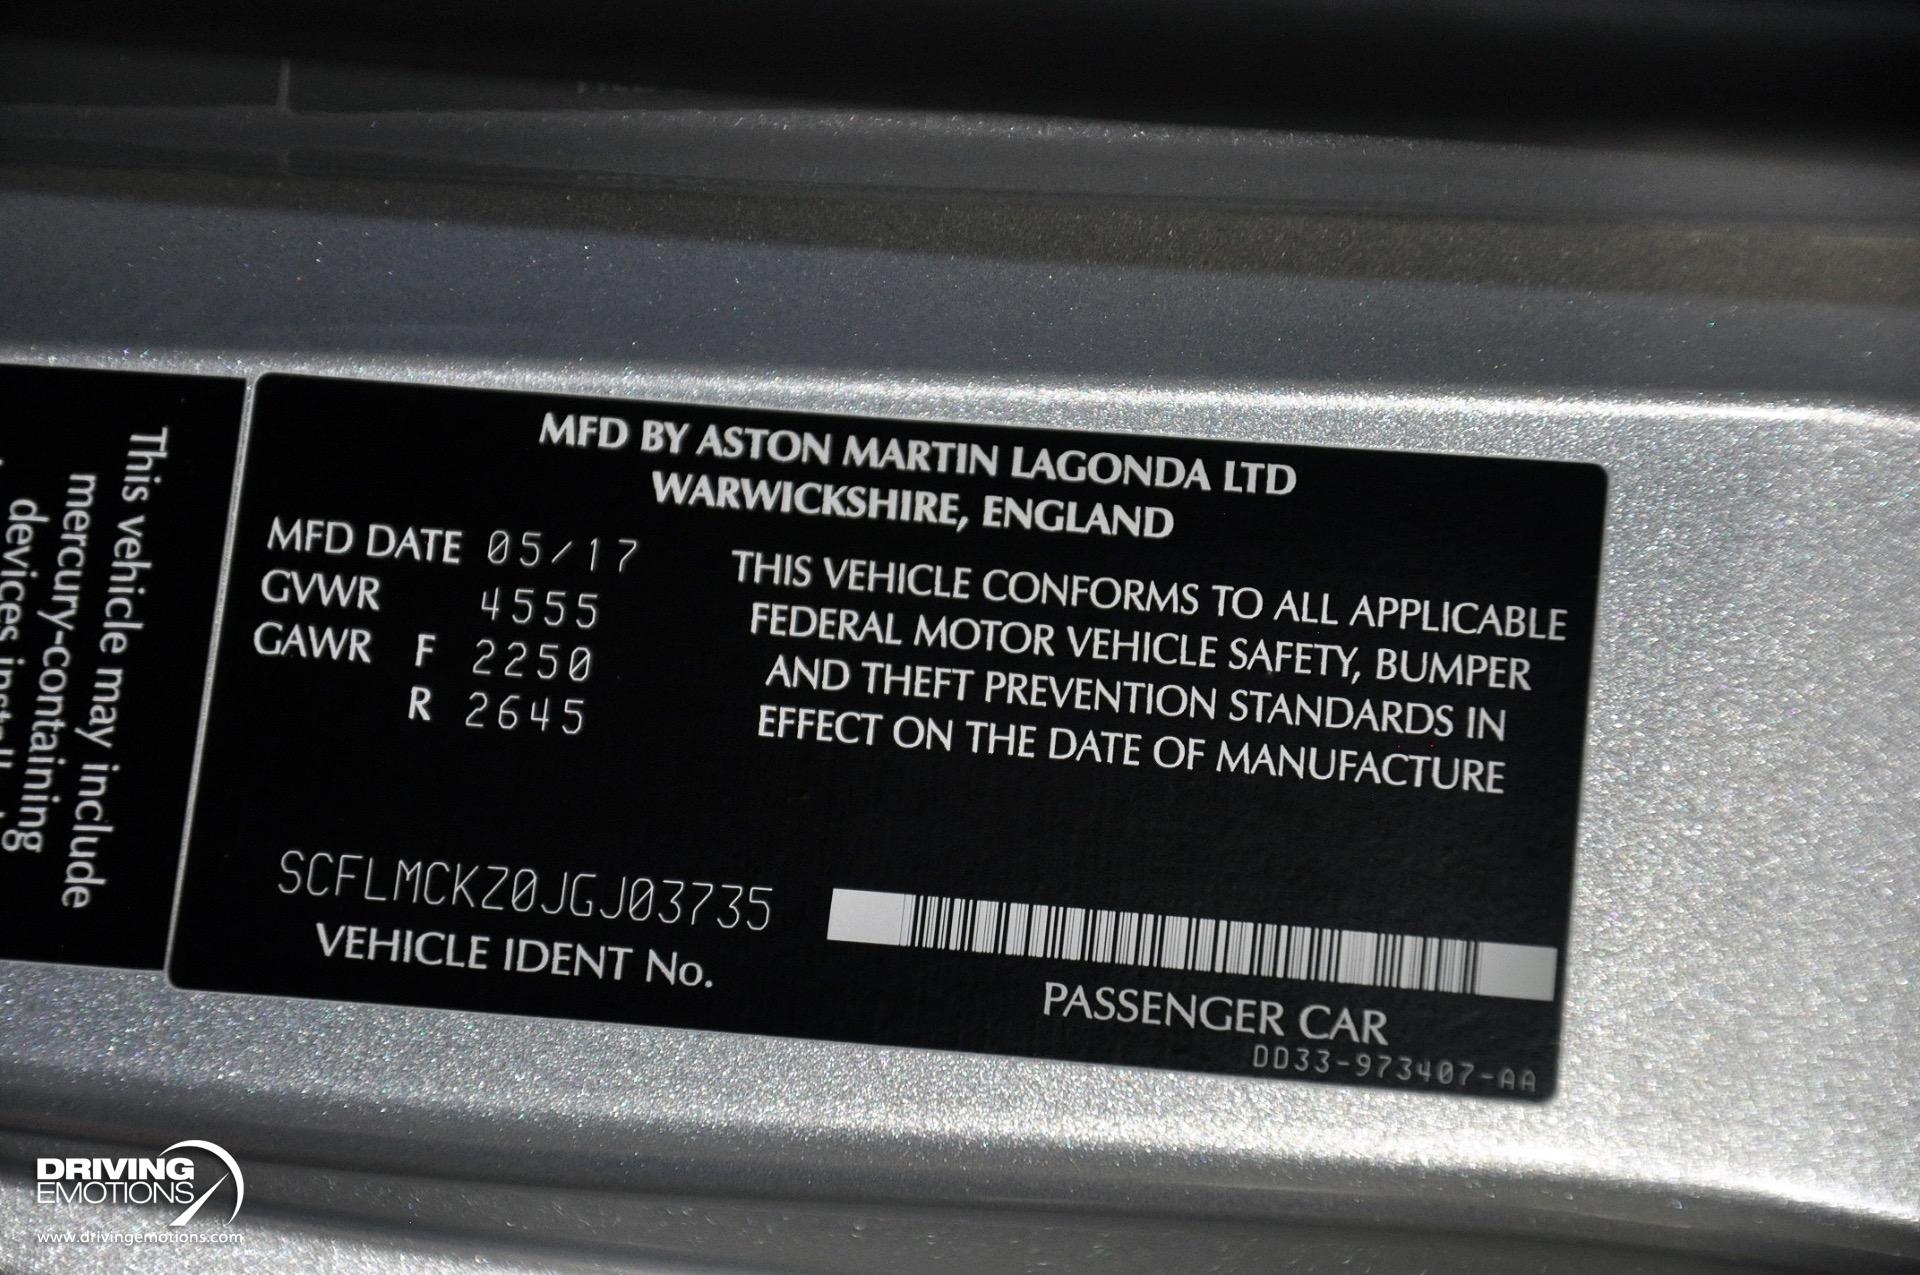 This vehicle may include
mercury-containing
devices
MFD BY ASTON MARTIN LAGONDA LTD
WARWICKSHIRE, ENGLAND
MFD DATE 05/17
GVWR 4555
GAWR F 2250
R 2645
THIS VEHICLE CONFORMS TO ALL APPLICABLE
FEDERAL MOTOR VEHICLE SAFETY, BUMPER
AND THEFT PREVENTION STANDARDS IN
EFFECT ON THE DATE OF MANUFACTURE
SCFLMCKZ0JGJ03735
VEHICLE IDENT No.
PASSENGER CAR
DD33-973407-AA
DRIVING
EMOTIONS
www.drivingemotions.com